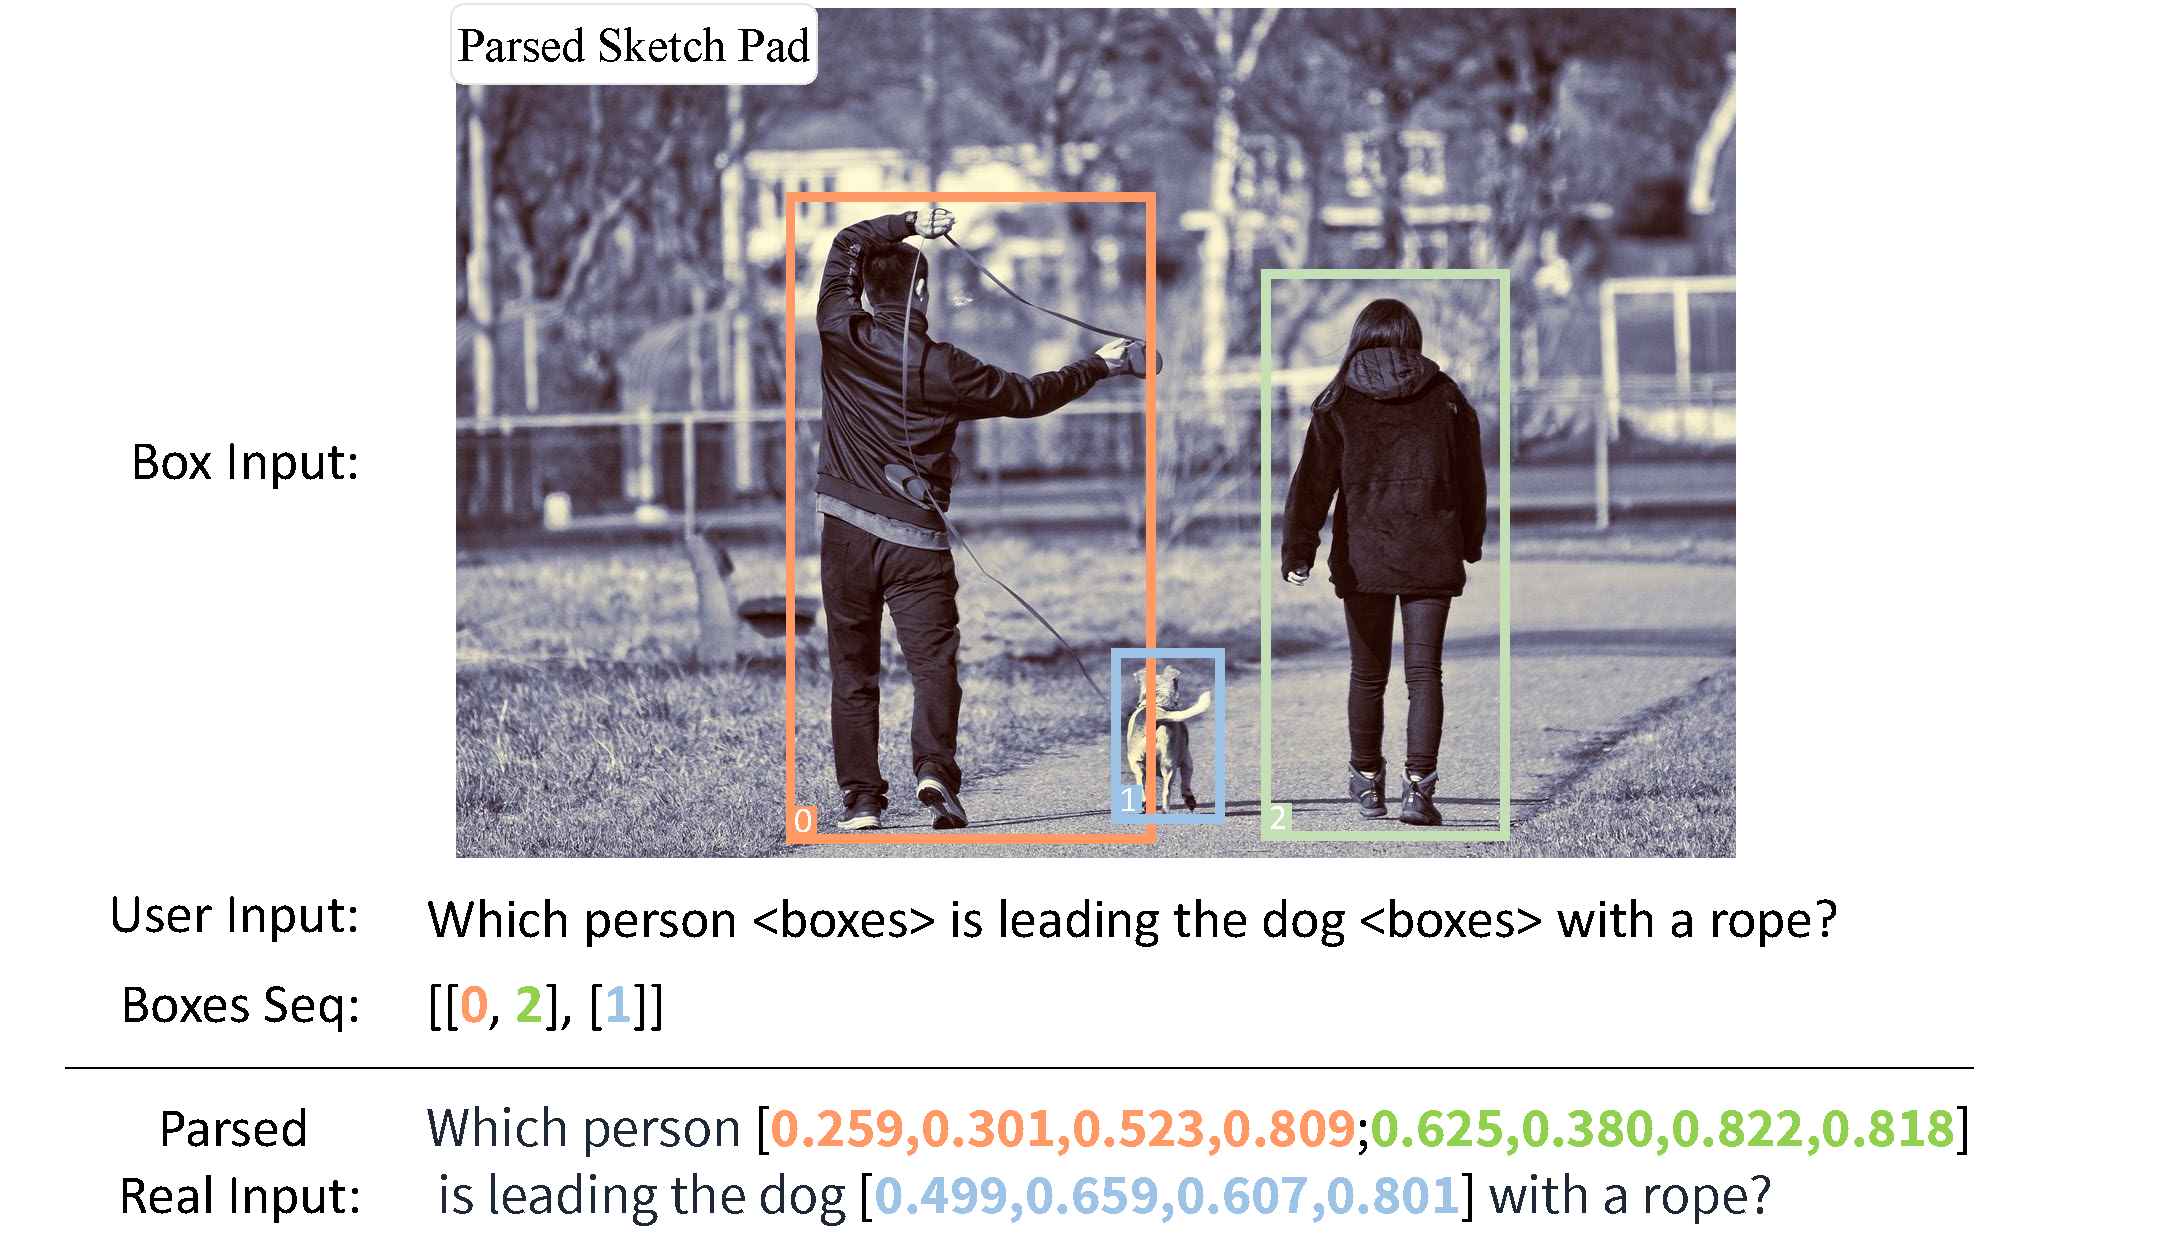 Parsed Sketch Pad
Box Input:
0
1
2
User Input: Which person <boxes> is leading the dog <boxes> with a rope?
Boxes Seq: [[0, 2], [1]]
Parsed Which person [0.259,0.301,0.523,0.809;0.625,0.380,0.822,0.818]
Real Input: is leading the dog [0.499,0.659,0.607,0.801] with a rope?